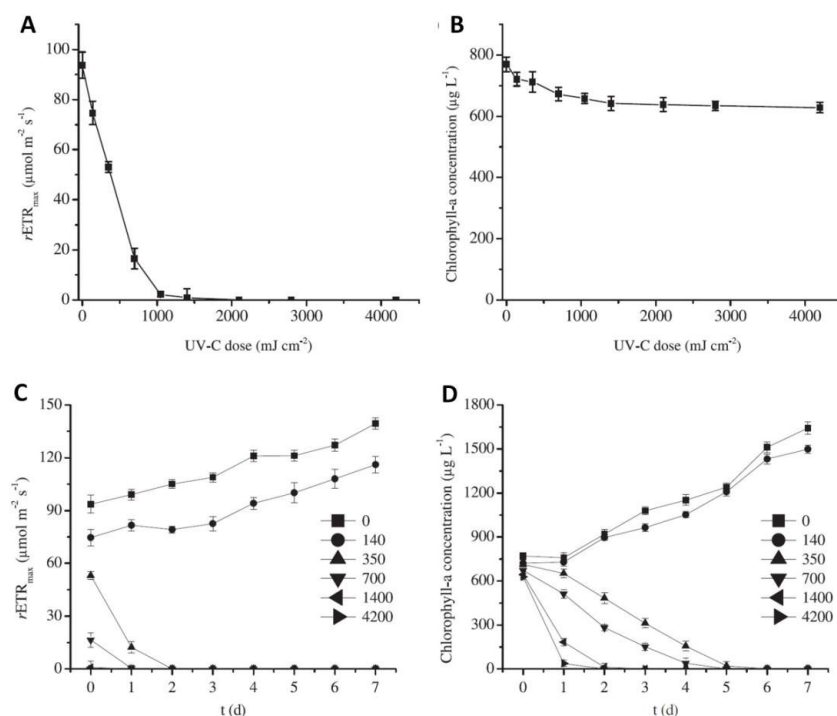 A
rETRmax (µmol m-2 s-1)
100
80
60
40
20
0
0 1000 2000 3000 4000
UV-C dose (mJ cm-2)
B
Chlorophyll-a concentration (µg L-1)
800
600
400
200
0
0 1000 2000 3000 4000
UV-C dose (mJ cm-2)
C
rETRmax (µmol m-2 s-1)
150
120
90
60
30
0
0
140
350
700
1400
4200
0 1 2 3 4 5 6 7
t (d)
D
Chlorophyll-a concentration (µg L-1)
1800
1500
1200
900
600
300
0
0
140
350
700
1400
4200
0 1 2 3 4 5 6 7
t (d)